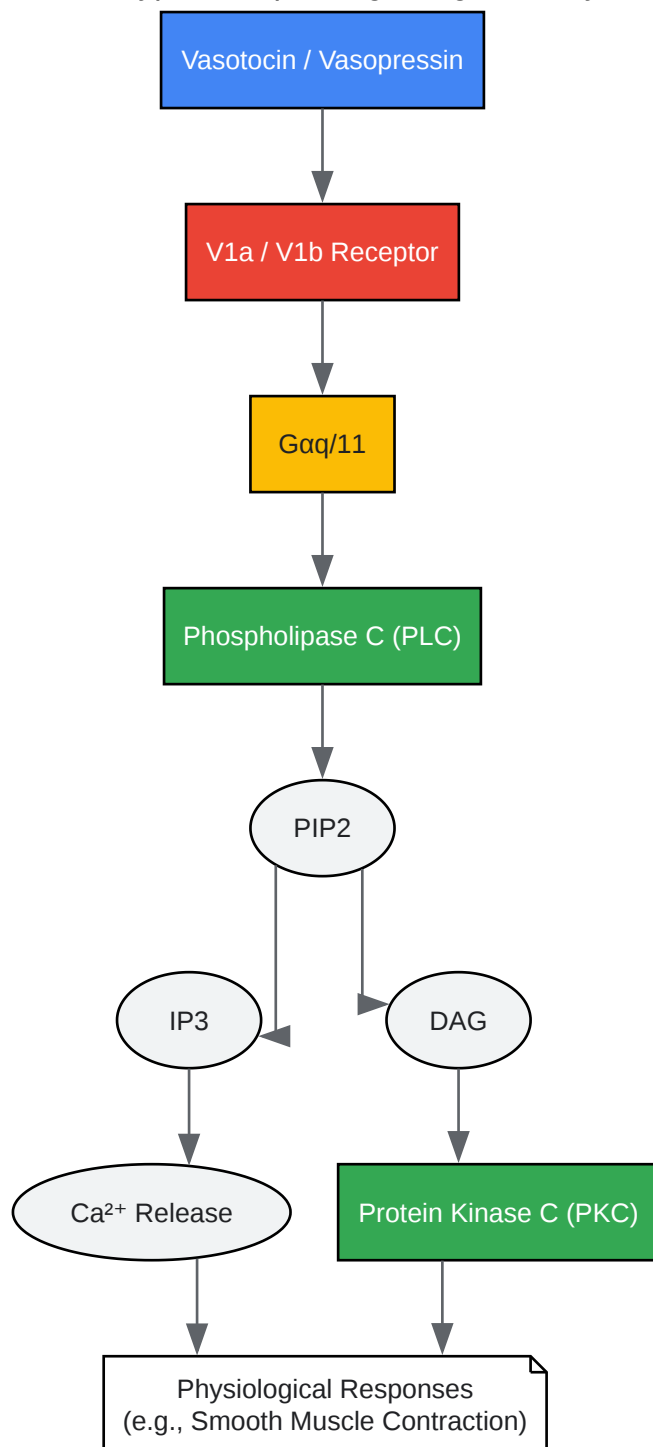 Vasotocin / Vasopressin
V1a / V1b Receptor
Gαq/11
Phospholipase C (PLC)
PIP2
IP3
DAG
Ca²⁺ Release
Protein Kinase C (PKC)
Physiological Responses
(e.g., Smooth Muscle Contraction)